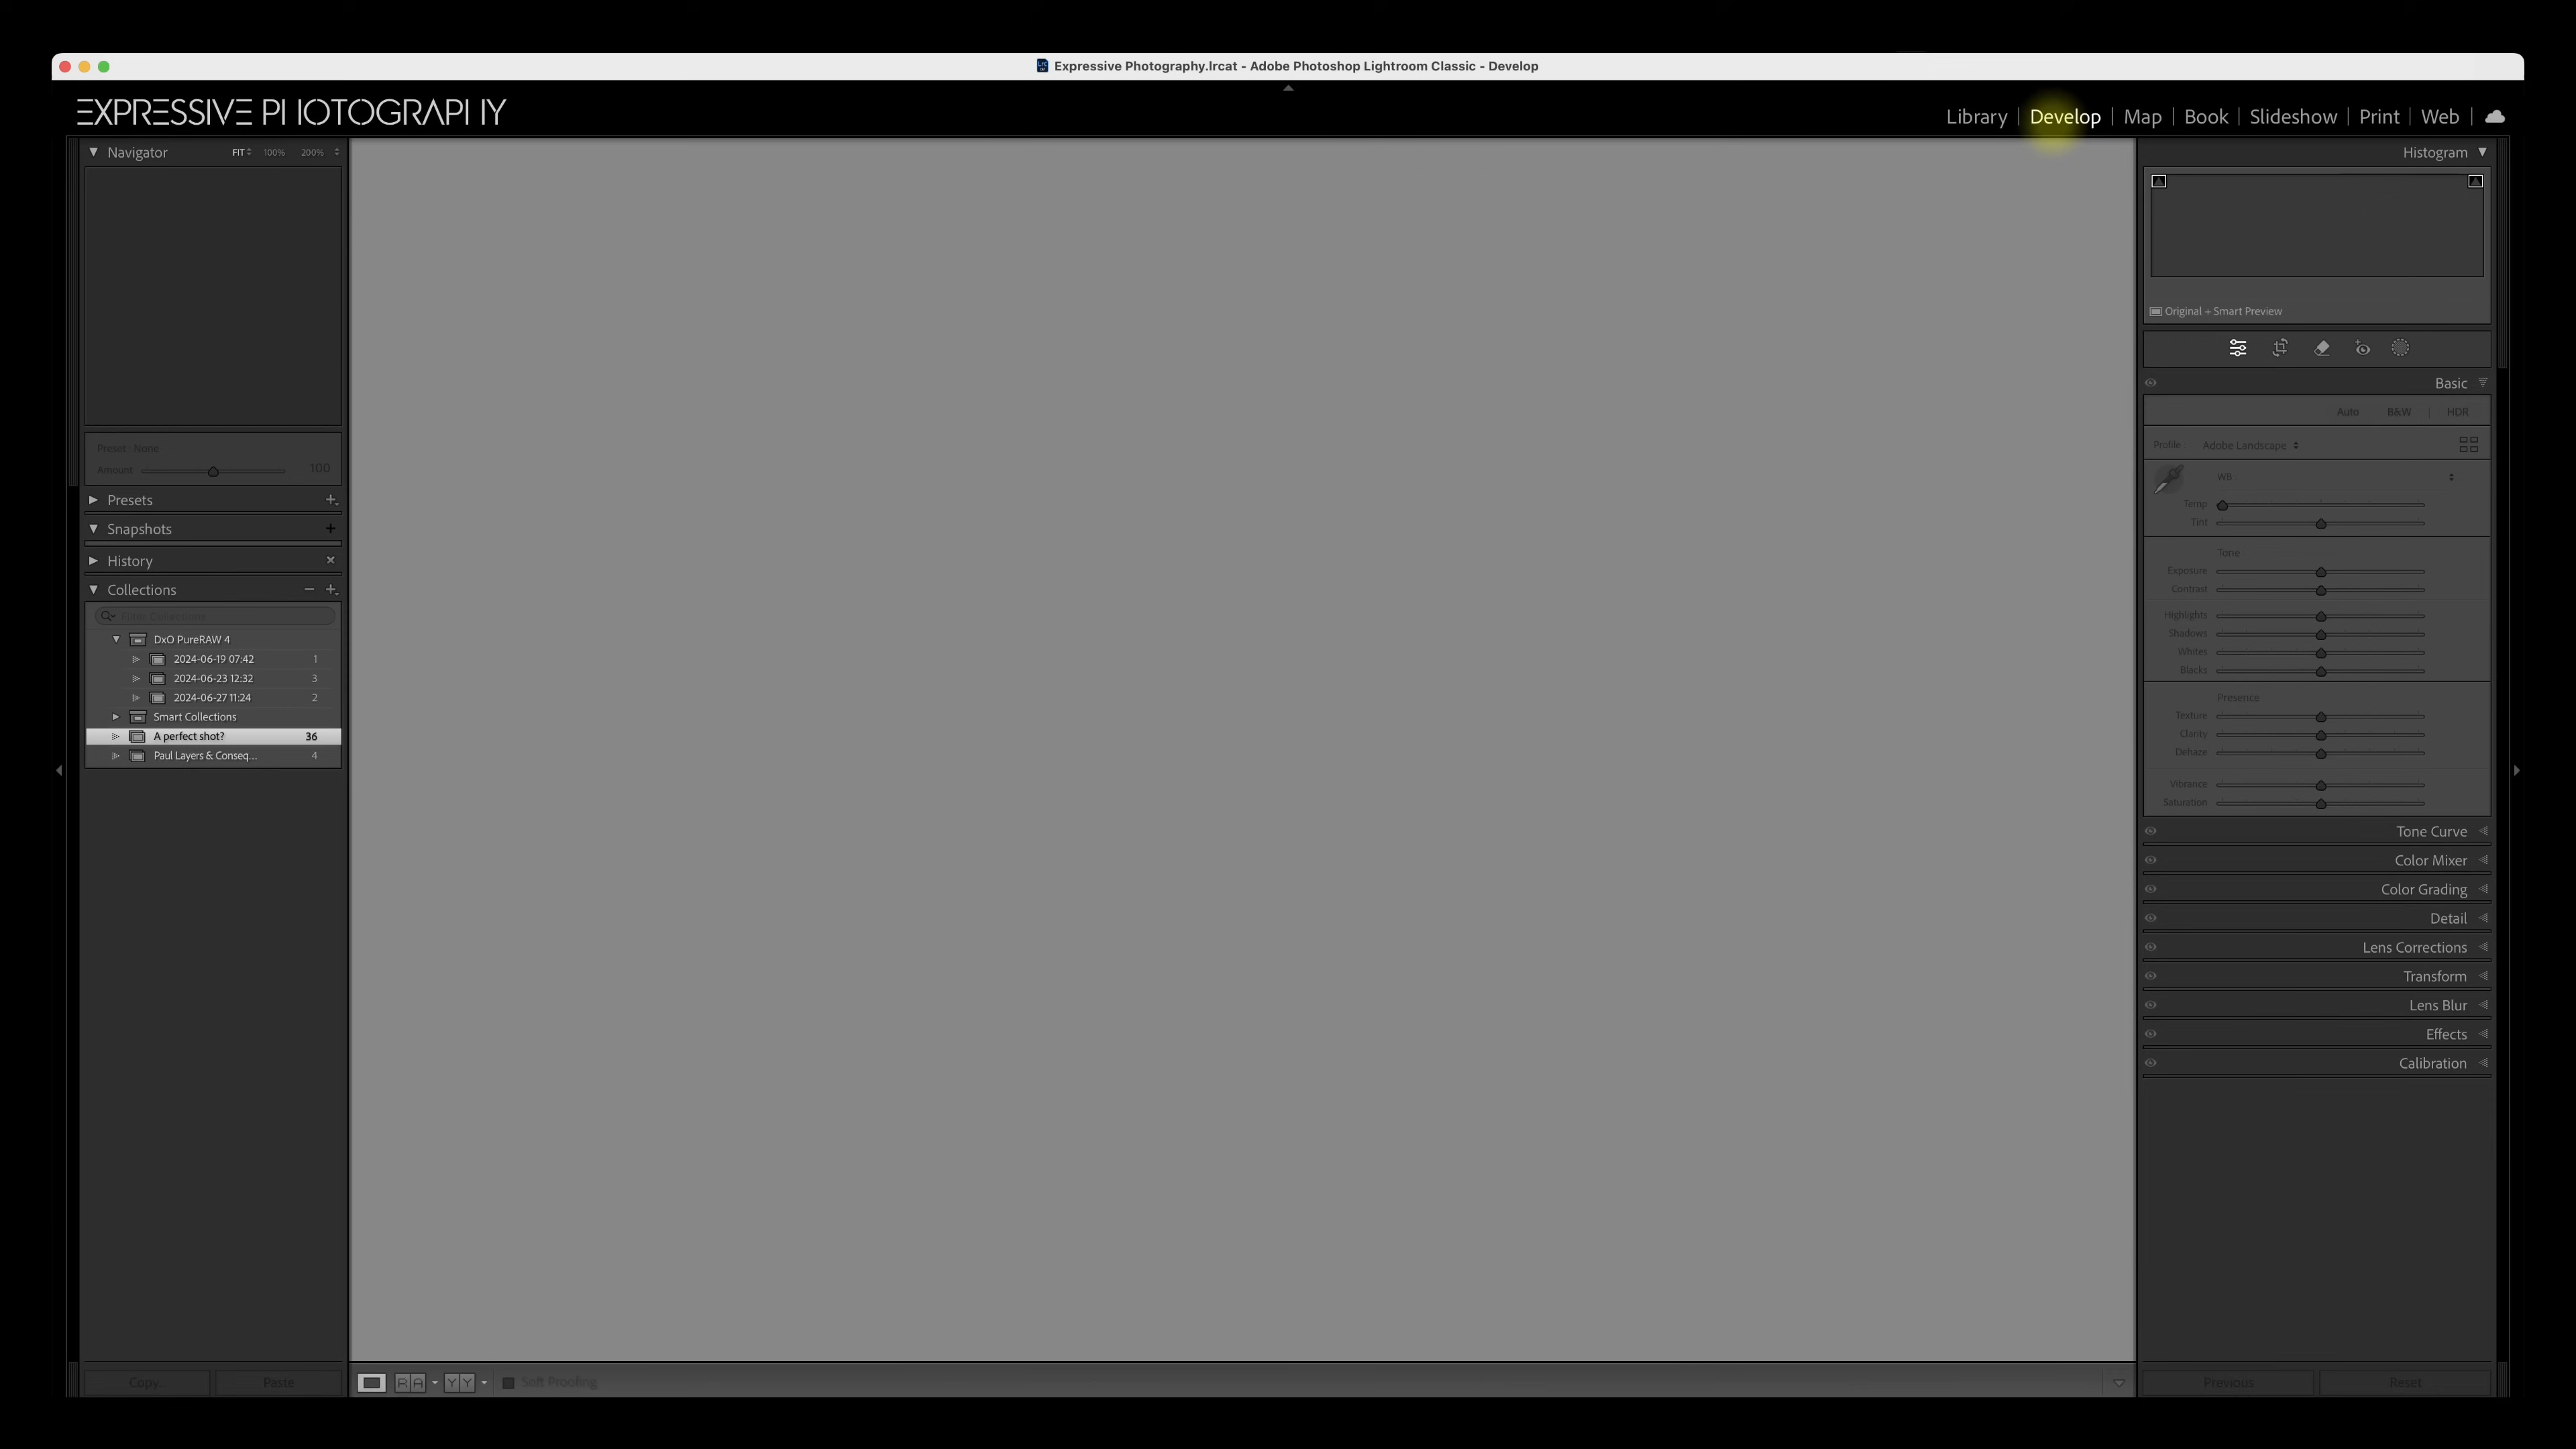 Expressive Photography.lrcat - Adobe Photoshop Lightroom Classic - Develop
EXPRESSIVE PHOTOGRAPHY
Library | Develop | Map | Book | Slideshow | Print | Web
Navigator FIT 100% 200%
Preset: None
Amount 100
Presets
Snapshots
History
Collections
Filter Collections
DxO PureRAW 4
2024-06-19 07:42 1
2024-06-23 12:32 3
2024-06-27 11:24 2
Smart Collections
A perfect shot? 36
Paul Layers & Conseq... 4
Copy... Paste
R A Y Y Soft Proofing
Histogram
Original + Smart Preview
Basic
Auto B&W | HDR
Profile Adobe Landscape
WB
Temp
Tint
Tone
Exposure
Contrast
Highlights
Shadows
Whites
Blacks
Presence
Texture
Clarity
Dehaze
Vibrance
Saturation
Tone Curve
Color Mixer
Color Grading
Detail
Lens Corrections
Transform
Lens Blur
Effects
Calibration
Previous Reset